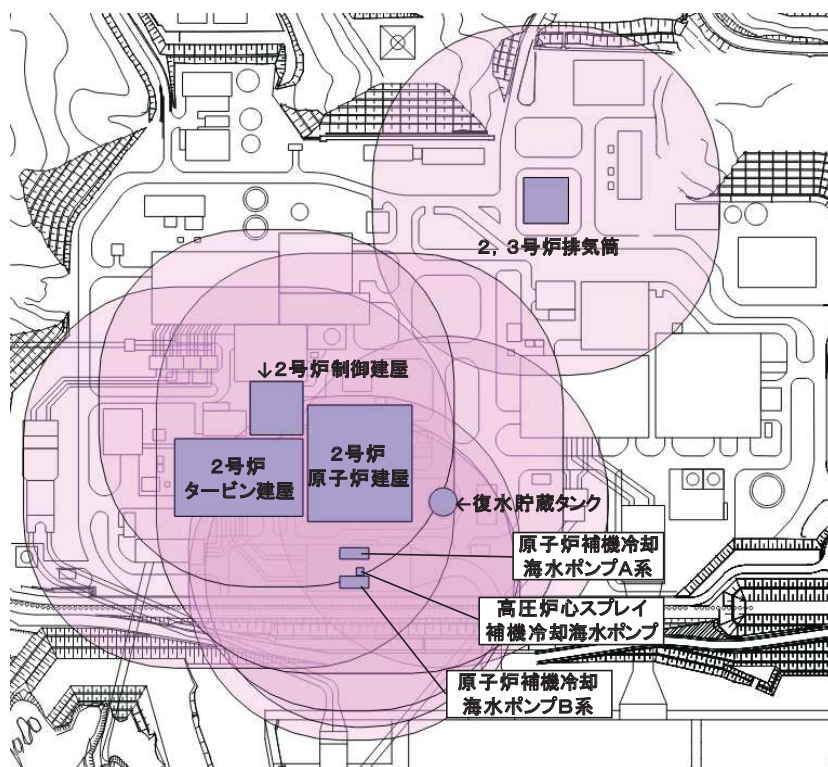 2,3号炉排気筒
↓2号炉制御建屋
2号炉
タービン建屋
2号炉
原子炉建屋
←復水貯蔵タンク
原子炉補機冷却
海水ポンプA系
高圧炉心スプレイ
補機冷却海水ポンプ
原子炉補機冷却
海水ポンプB系